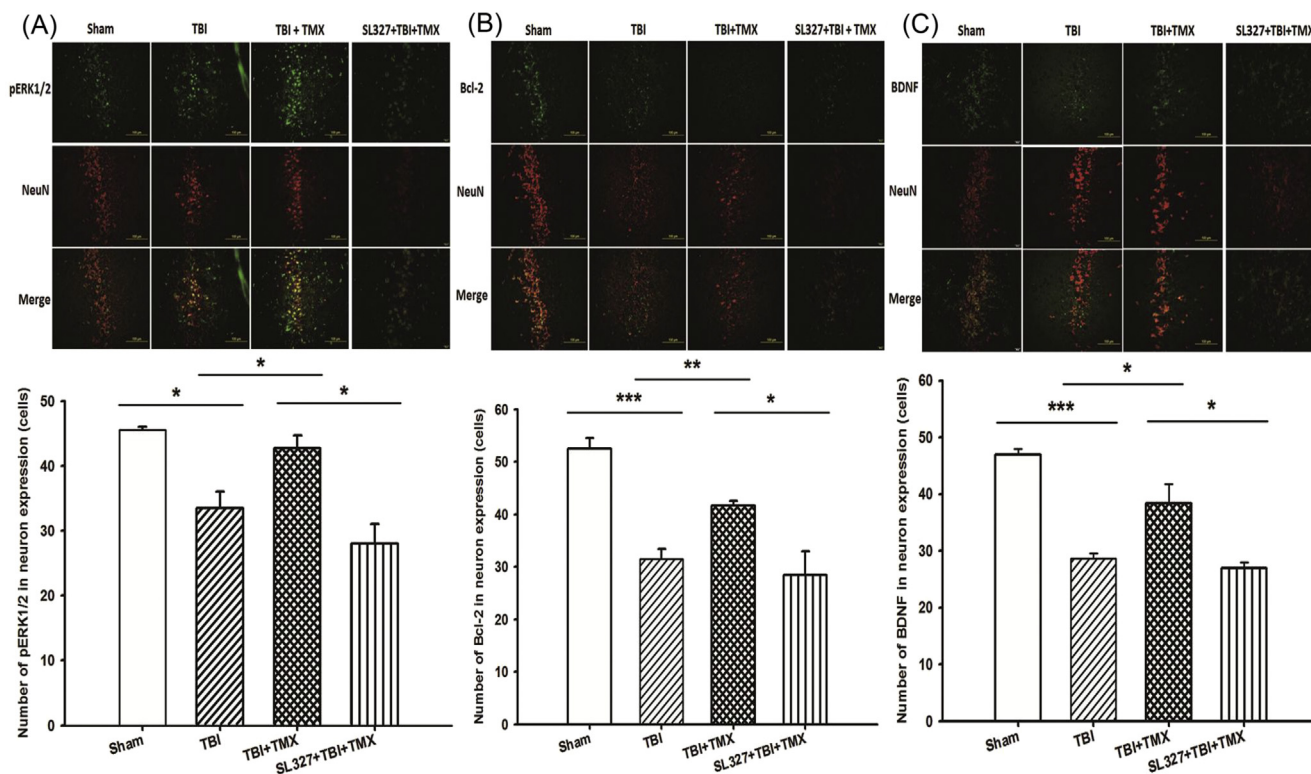 (A)
Sham TBI TBI + TMX SL327+TBI+TMX
pERK1/2
NeuN
Merge
* 
* *
Number of pERK1/2 in neuron expression (cells)
50
40
30
20
10
0
Sham TBI TBI+TMX SL327+TBI+TMX
(B)
Sham TBI TBI+TMX SL327+TBI + TMX
Bcl-2
NeuN
Merge
**
*** *
Number of Bcl-2 in neuron expression (cells)
60
50
40
30
20
10
0
Sham TBI TBI+TMX SL327+TBI+TMX
(C)
Sham TBI TBI+TMX SL327+TBI+TMX
BDNF
NeuN
Merge
*
*** *
Number of BDNF in neuron expression (cells)
60
50
40
30
20
10
0
Sham TBI TBI+TMX SL327+TBI+TMX